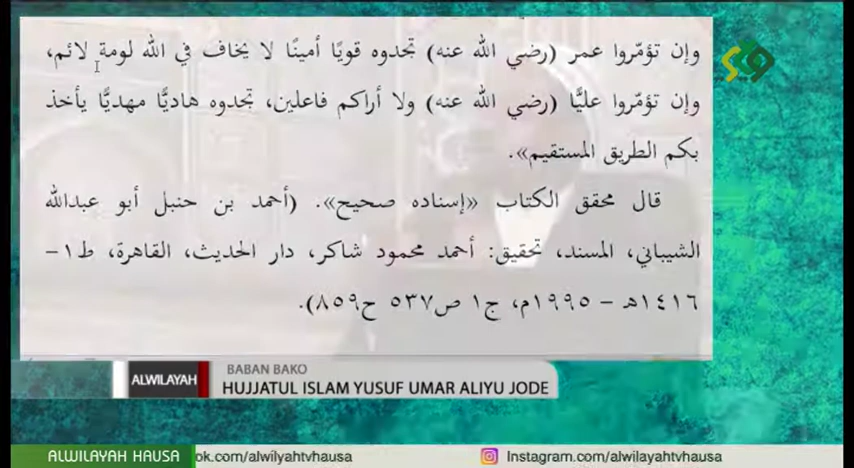 وإن تؤمّروا عمر (رضي الله عنه) تجدوه قويًا أمينًا لا يخاف في الله لومة لائم،
وإن تؤمّروا عليًّا (رضي الله عنه) ولا أراكم فاعلين، تجدوه هاديًّا مهديًّا يأخذ
بكم الطريق المستقيم».
قال محقق الكتاب «إسناده صحيح». (أحمد بن حنبل أبو عبدالله
الشيباني، المسند، تحقيق: أحمد محمود شاكر، دار الحديث، القاهرة، ط١-
١٤١٦هـ - ١٩٩٥م، ج١ ص٥٣٧ ح٨٥٩).
ALWILAYAH
BABAN BAKO
HUJJATUL ISLAM YUSUF UMAR ALIYU JODE
ALWILAYAH HAUSA
ok.com/alwilyahtvhausa
Instagram.com/alwilayahtvhausa